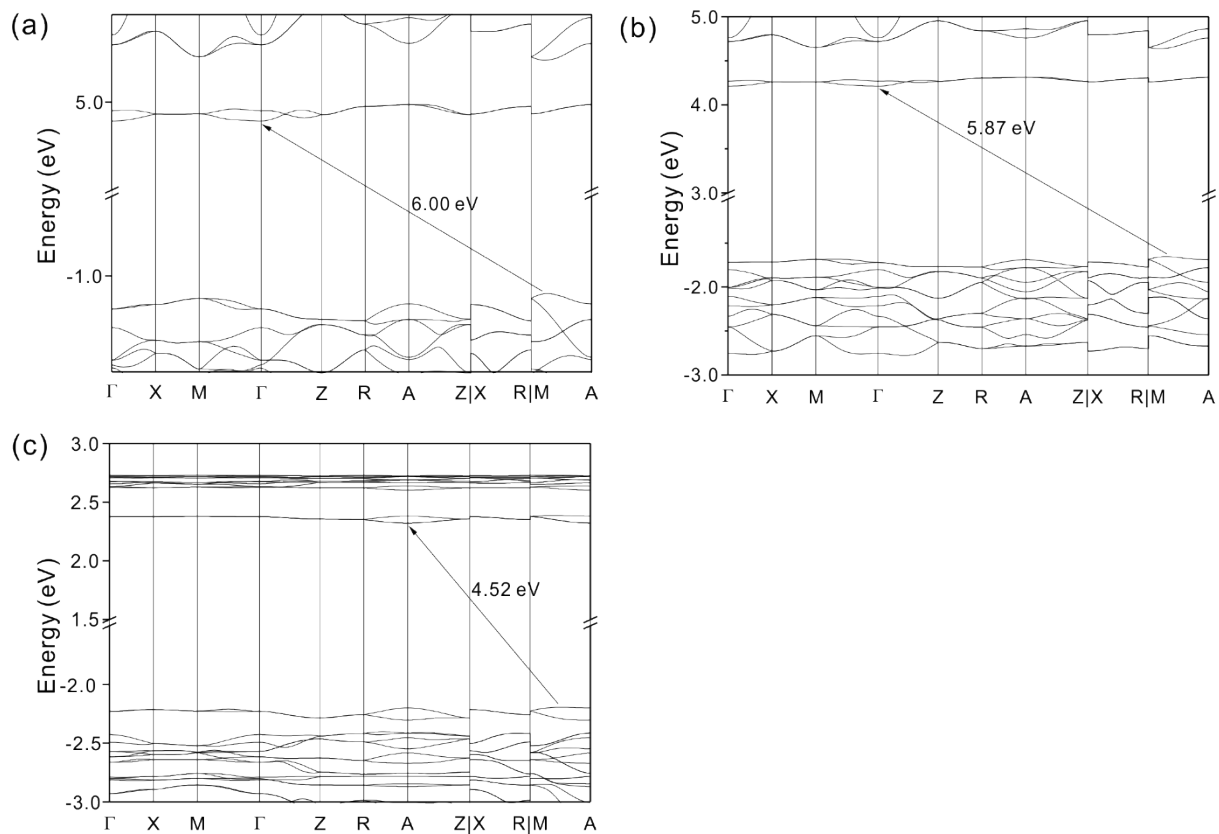 (a)
Energy (eV)
5.0
-1.0
6.00 eV
Γ X M Γ Z R A Z|X R|M A
(b)
Energy (eV)
5.0
4.0
3.0
-2.0
-3.0
5.87 eV
Γ X M Γ Z R A Z|X R|M A
(c)
Energy (eV)
3.0
2.5
2.0
1.5
-2.0
-2.5
-3.0
4.52 eV
Γ X M Γ Z R A Z|X R|M A